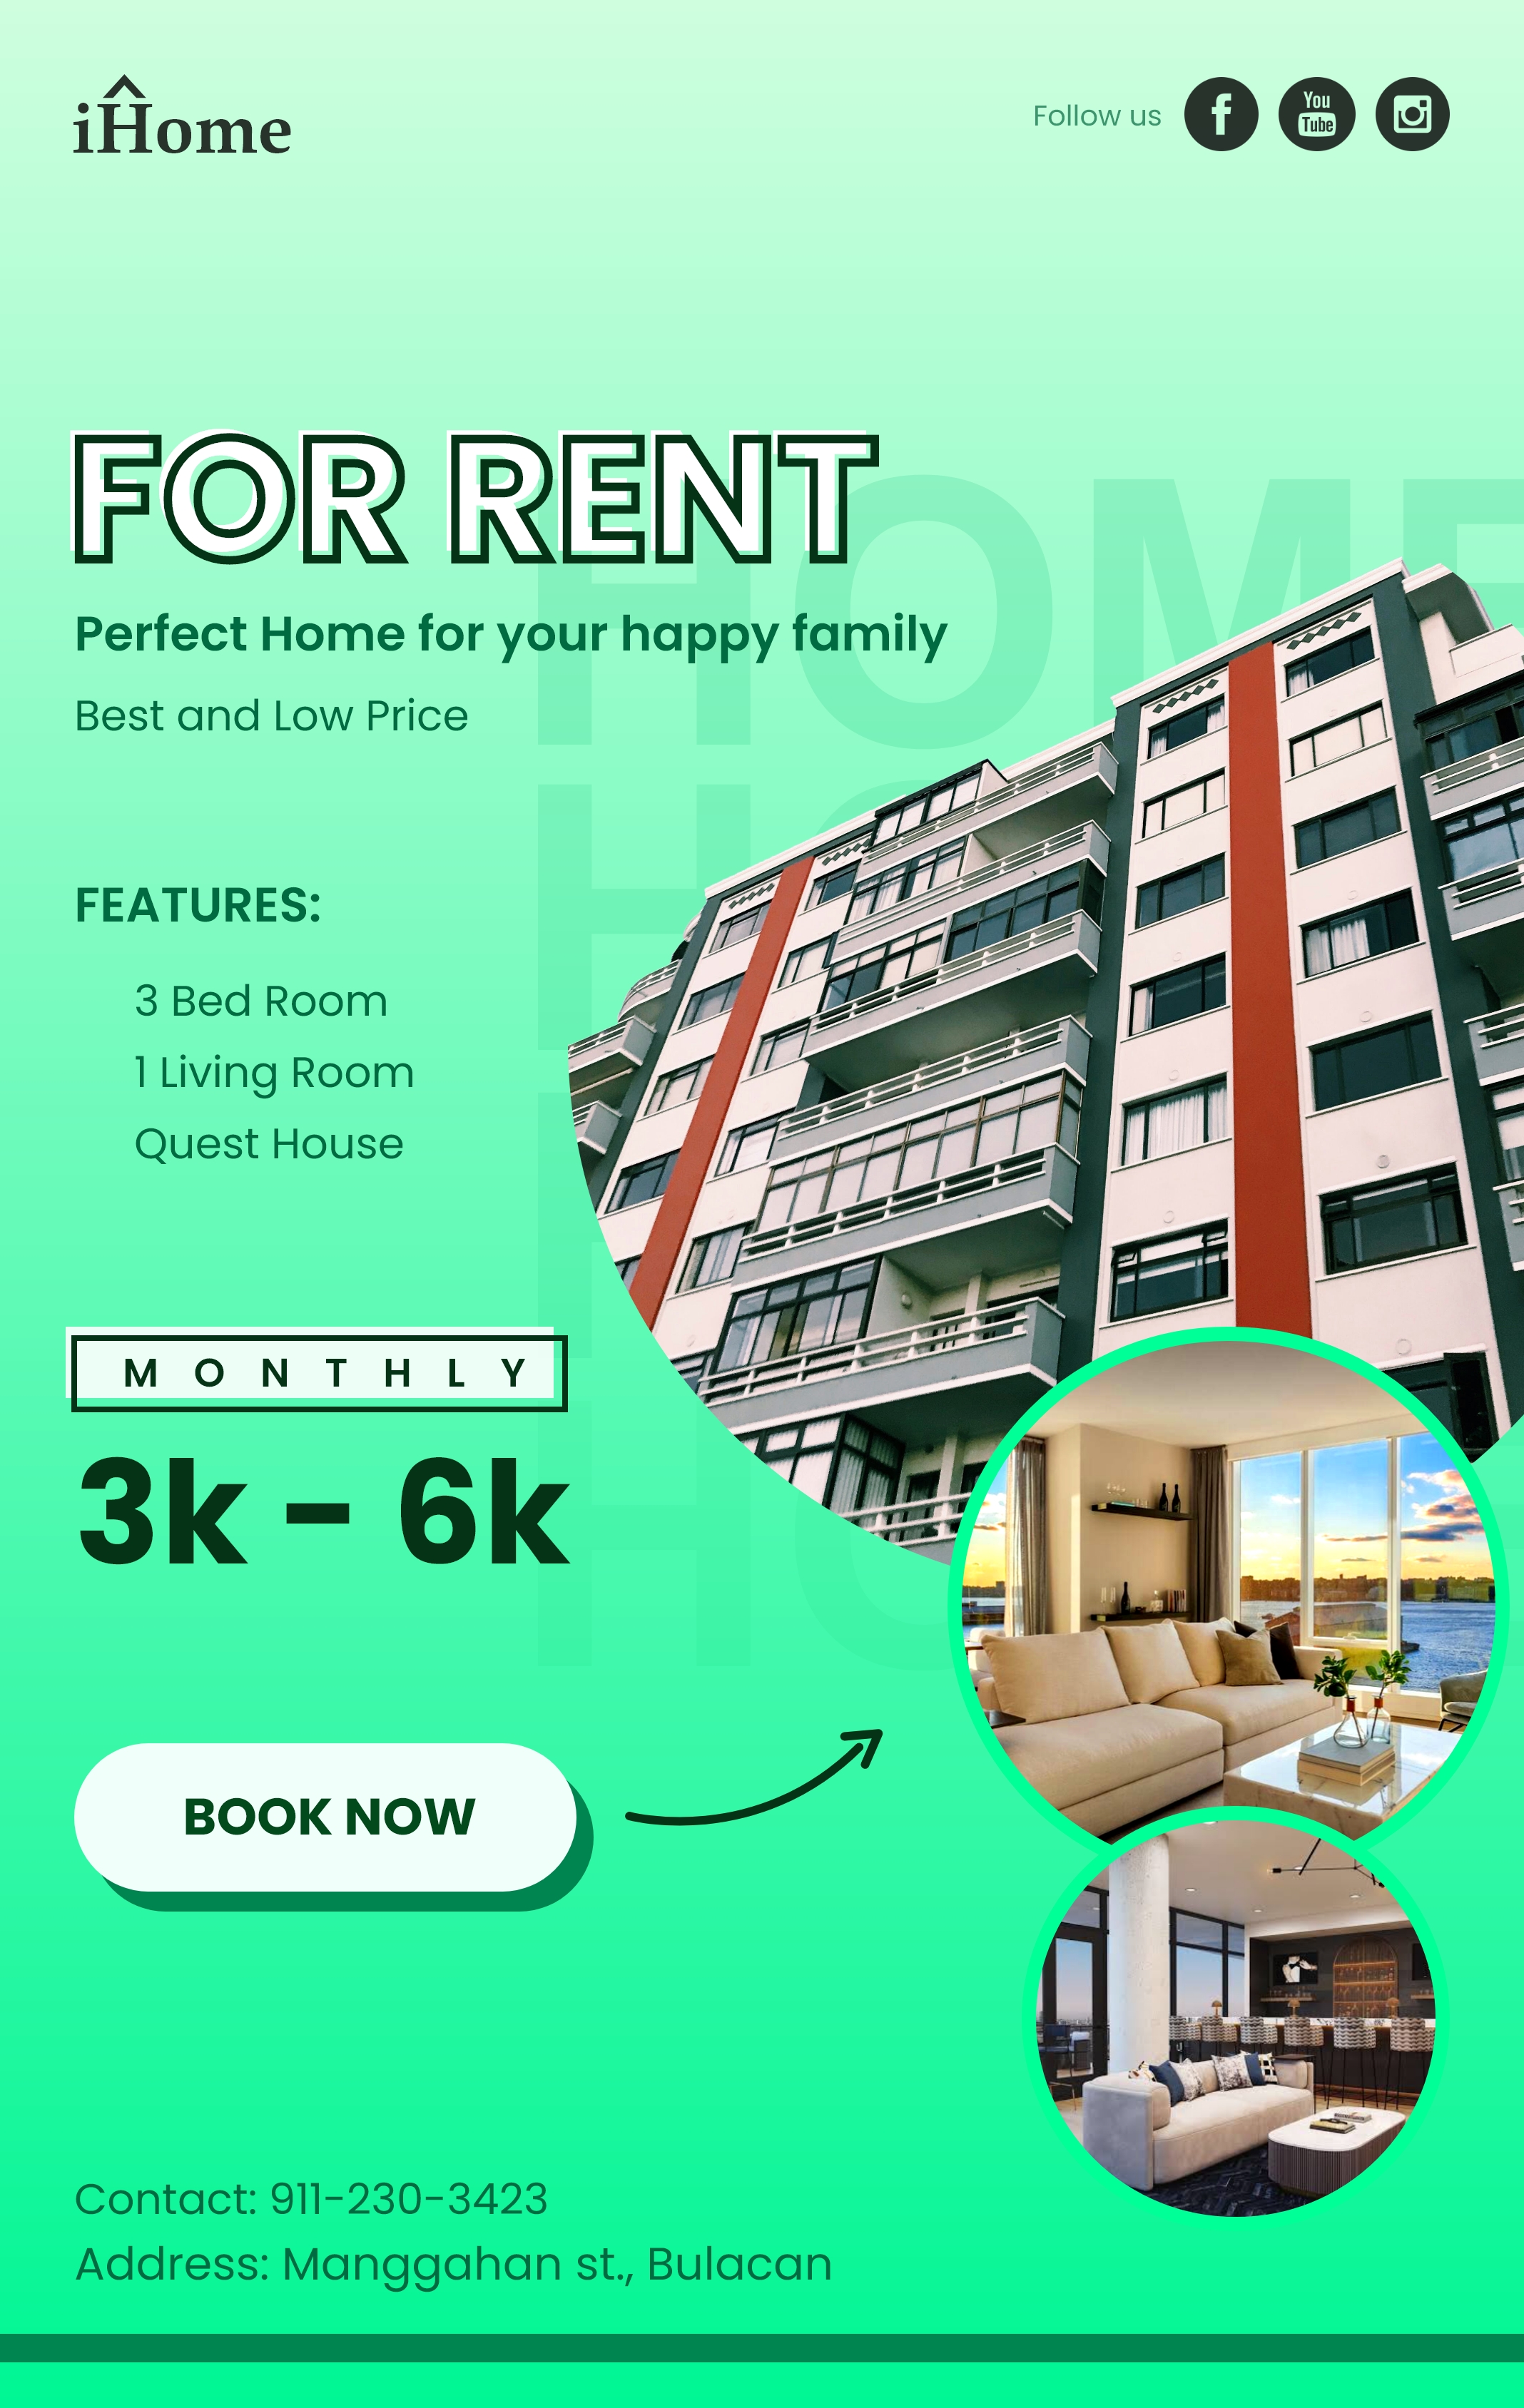 iHome
Follow us
You
Tube
FOR RENT
HOME
Perfect Home for your happy family
Best and Low Price
FEATURES:
3 Bed Room
1 Living Room
Quest House
MONTHLY
3k - 6k
BOOK NOW
Contact: 911-230-3423
Address: Manggahan st., Bulacan